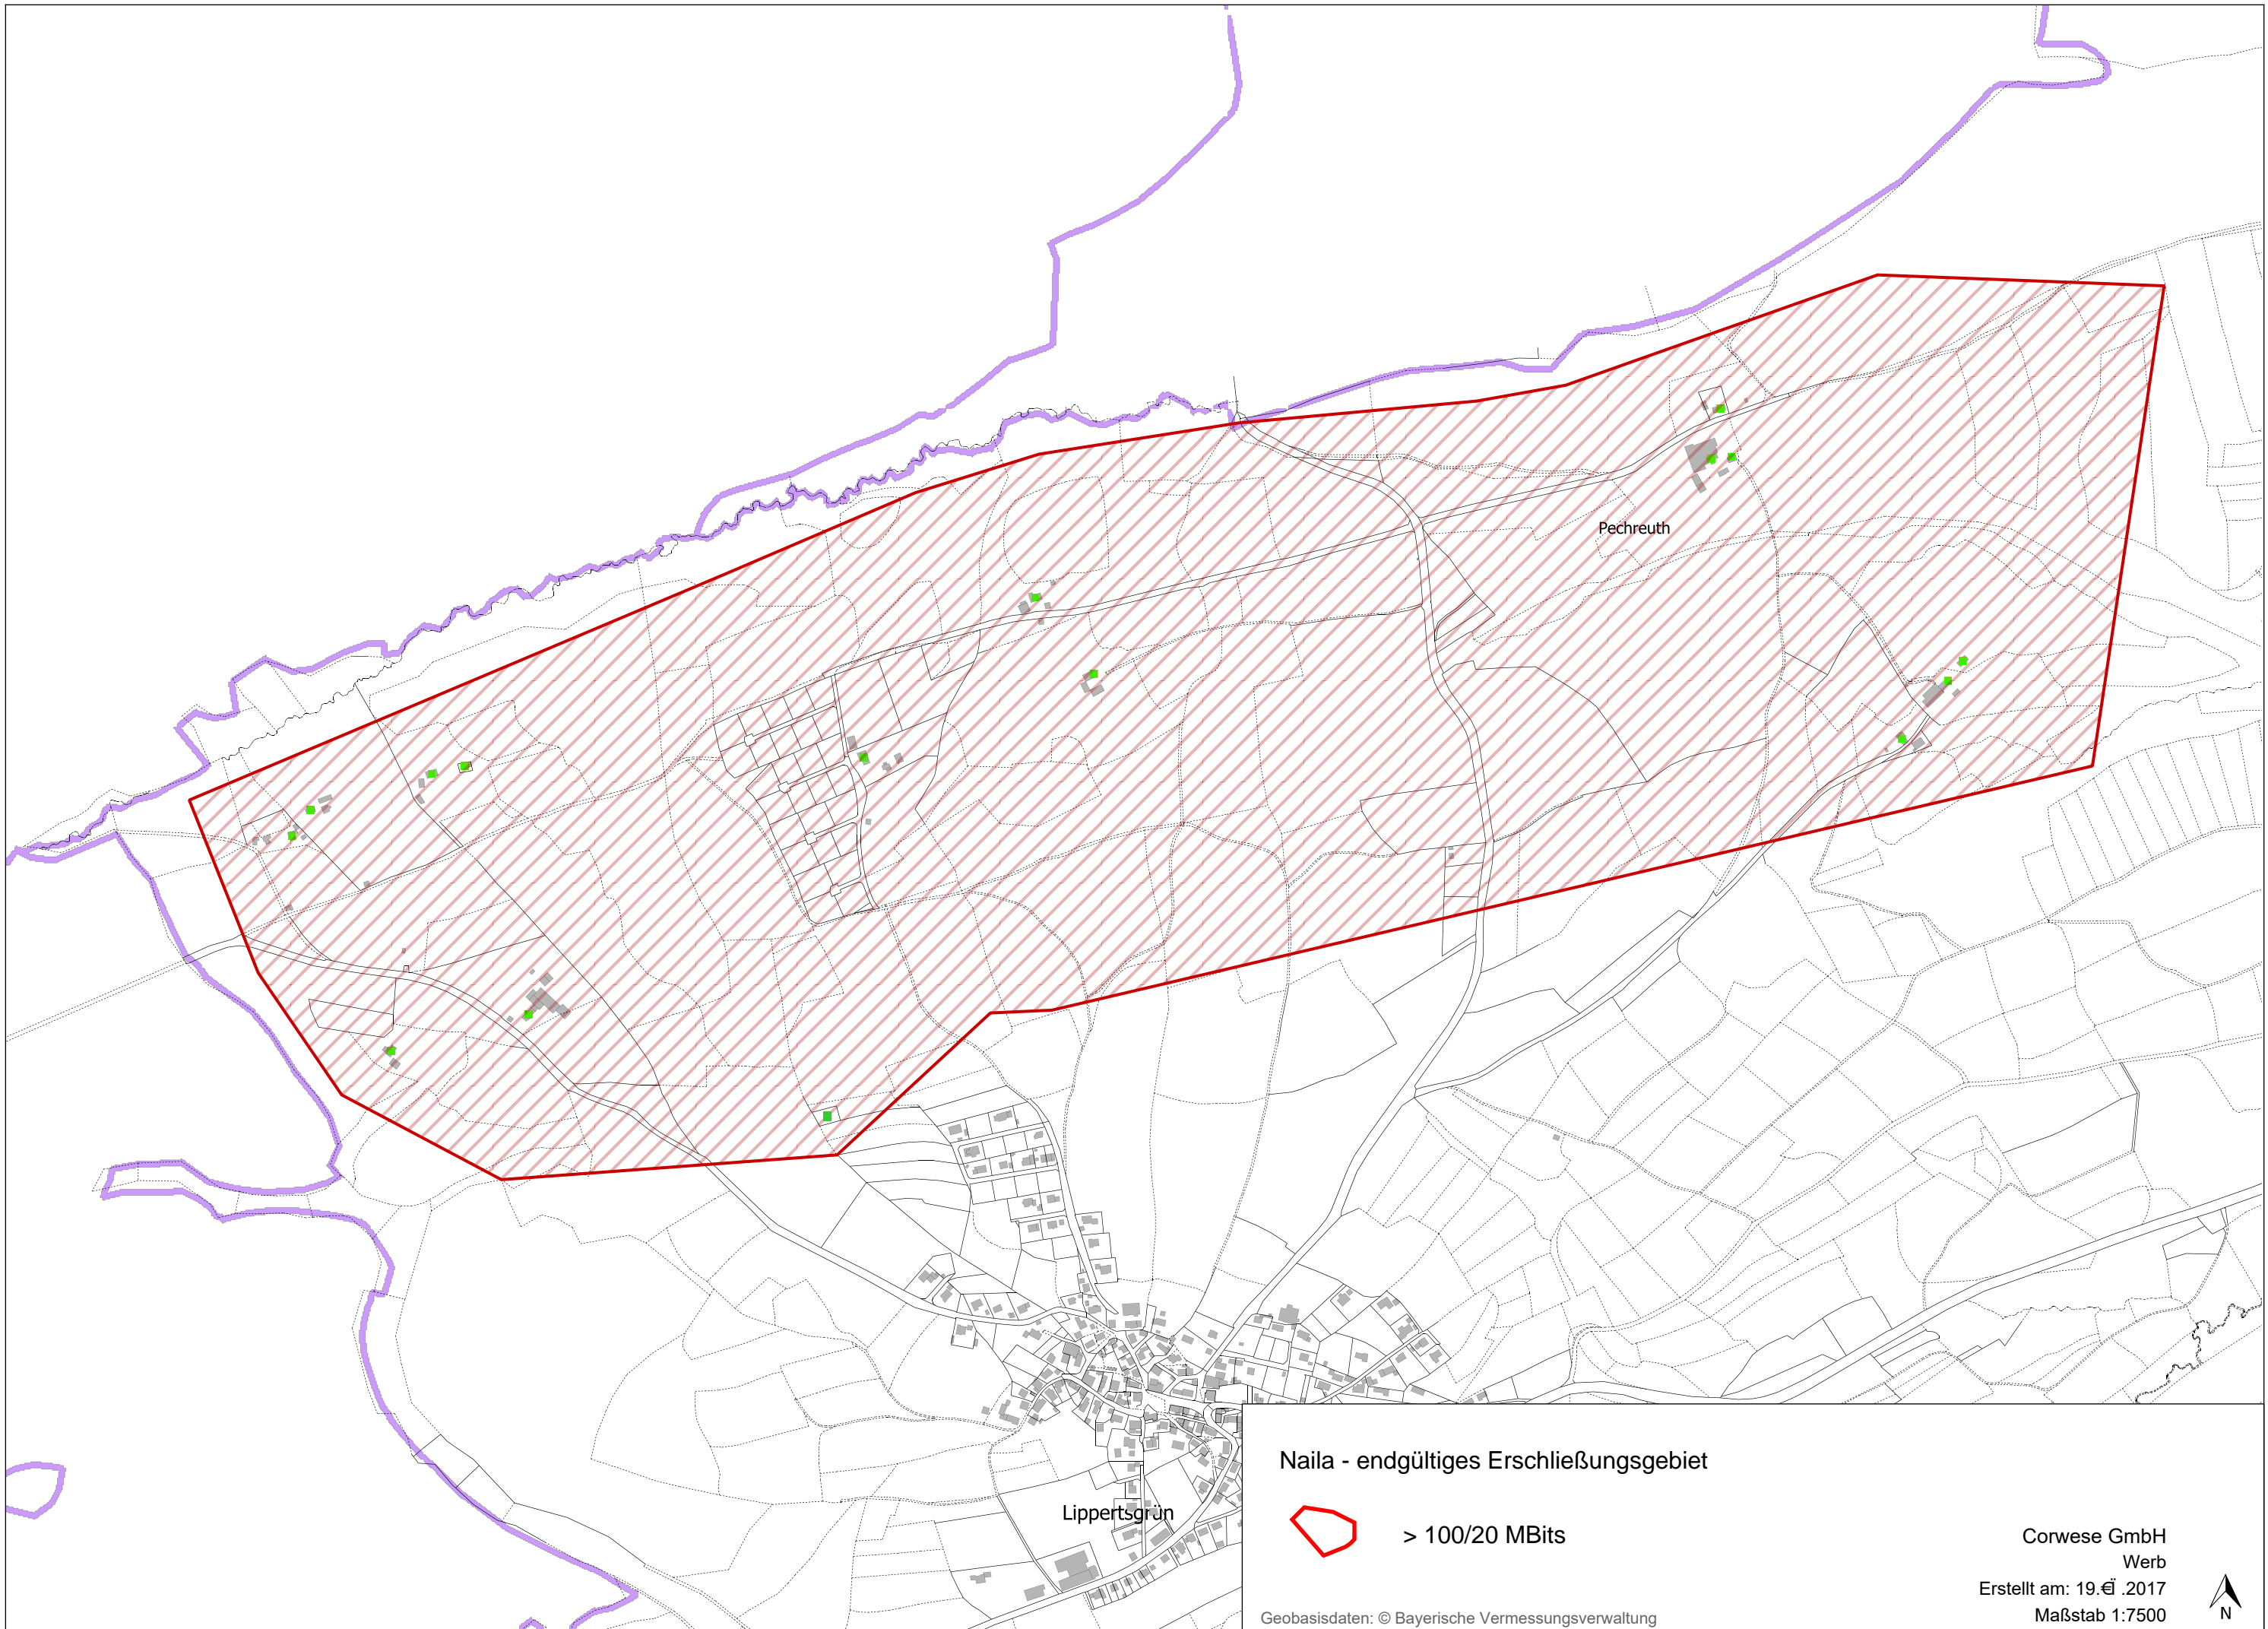 Pechreuth
Lippertsgrün
Naila - endgültiges Erschließungsgebiet
> 100/20 MBits
Corwese GmbH
Werb
Erstellt am: 19.€Ï .2017
Maßstab 1:7500
N
Geobasisdaten: © Bayerische Vermessungsverwaltung